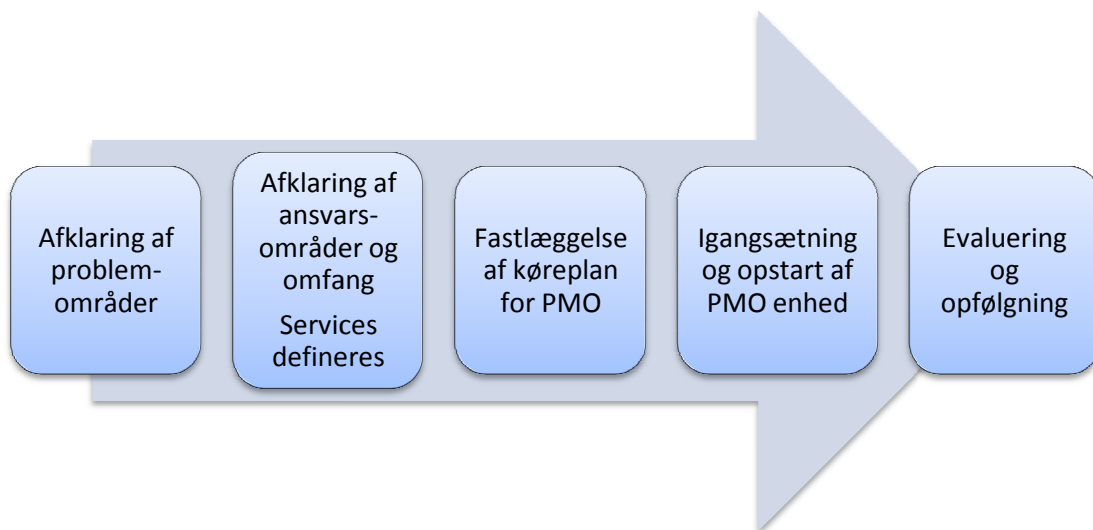 Afklaring af
problem-
områder
Afklaring af
ansvars-
områder og
omfang
Services
defineres
Fastlæggelse
af køreplan
for PMO
Igangsætning
og opstart af
PMO enhed
Evaluering
og
opfølgning